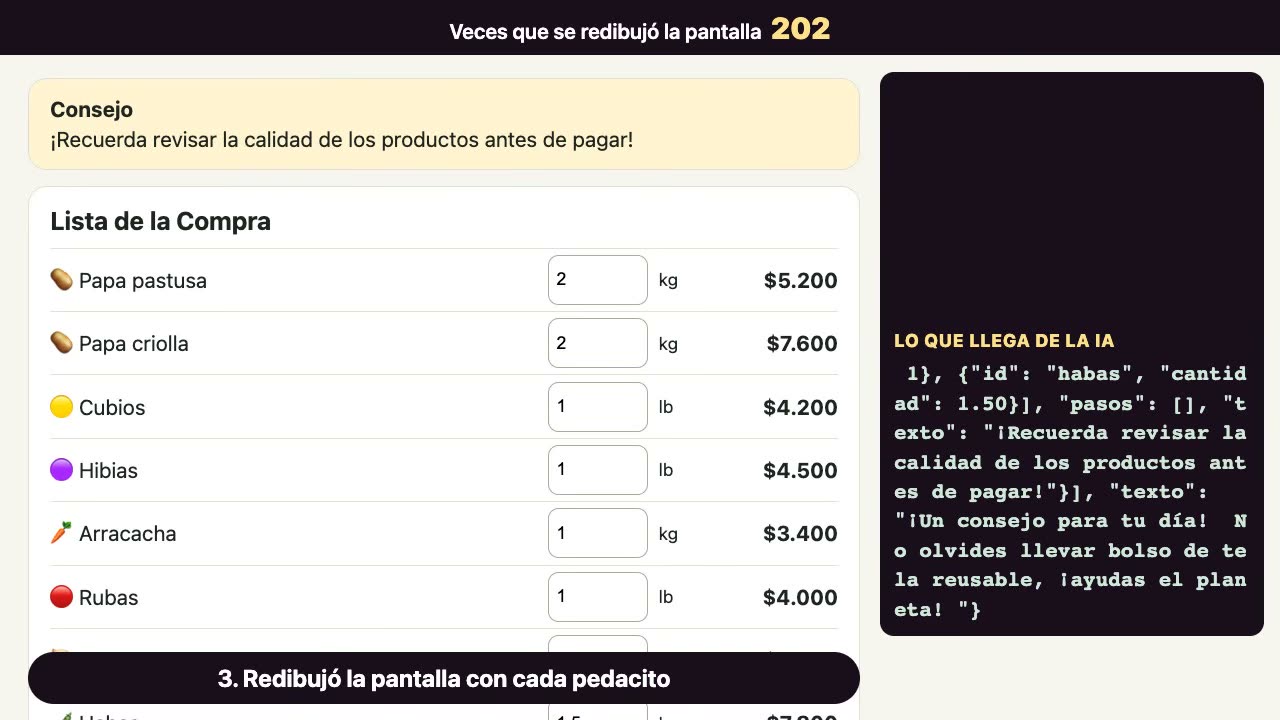 Veces que se redibujó la pantalla 202
Consejo
¡Recuerda revisar la calidad de los productos antes de pagar!
Lista de la Compra
Papa pastusa 2 kg $5.200
Papa criolla 2 kg $7.600
Cubios 1 lb $4.200
Hibias 1 lb $4.500
Arracacha 1 kg $3.400
Rubas 1 lb $4.000
3. Redibujó la pantalla con cada pedacito
LO QUE LLEGA DE LA IA
1}, {"id": "habas", "cantid
ad": 1.50}], "pasos": [], "t
exto": "¡Recuerda revisar la
calidad de los productos ant
es de pagar!"}], "texto":
"¡Un consejo para tu día!  N
o olvides llevar bolso de te
la reusable, ¡ayudas el plan
eta! "}